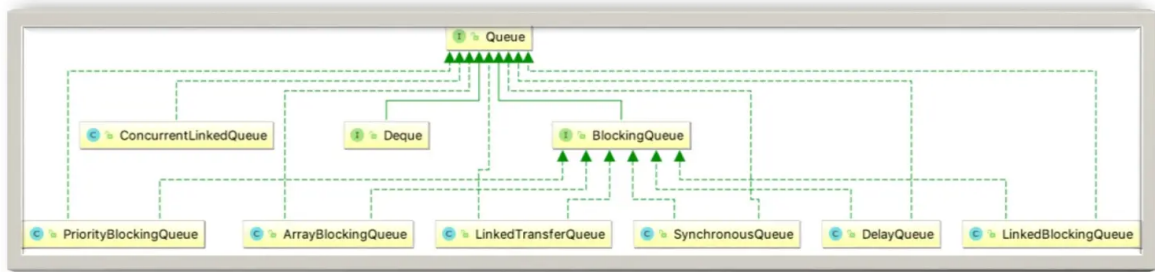 I Queue
C ConcurrentLinkedQueue
I Deque
I BlockingQueue
C PriorityBlockingQueue
C ArrayBlockingQueue
C LinkedTransferQueue
C SynchronousQueue
C DelayQueue
C LinkedBlockingQueue